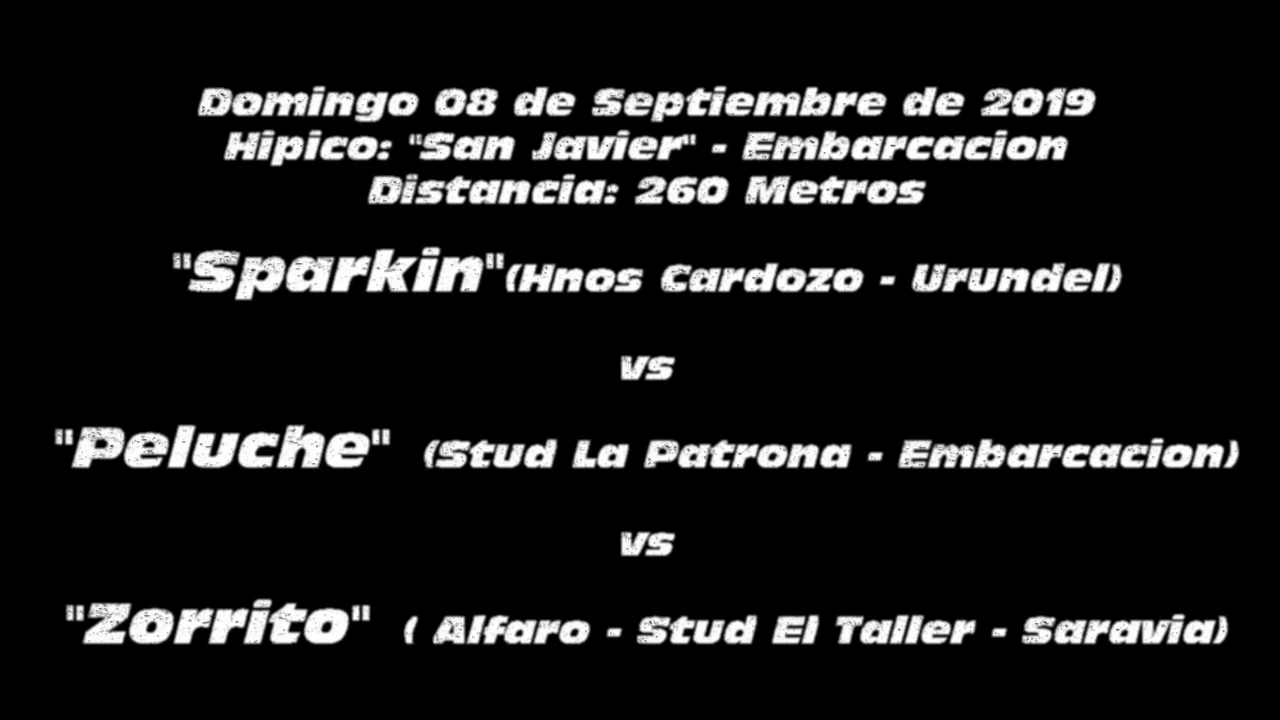 Domingo 08 de Septiembre de 2019
Hipico: "San Javier" - Embarcacion
Distancia: 260 Metros
"Sparkin"(Hnos Cardozo - Urundel)
vs
"Peluche" (Stud La Patrona - Embarcacion)
vs
"Zorrito" ( Alfaro - Stud El Taller - Saravia)